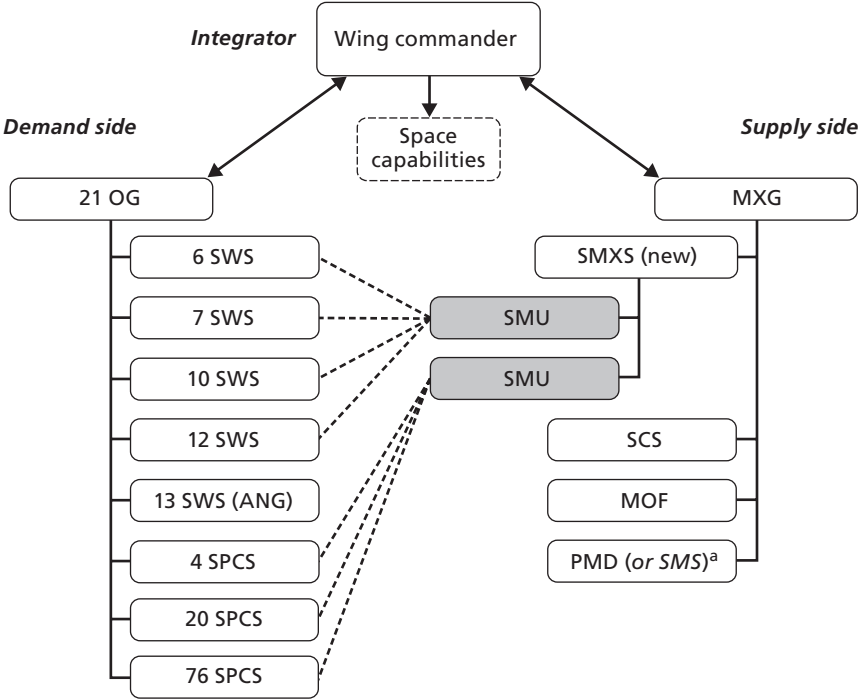 Integrator
Wing commander
Demand side
Space
capabilities
Supply side
21 OG
MXG
6 SWS
SMXS (new)
7 SWS
SMU
10 SWS
SMU
12 SWS
SCS
13 SWS (ANG)
MOF
4 SPCS
PMD (or SMS)a
20 SPCS
76 SPCS